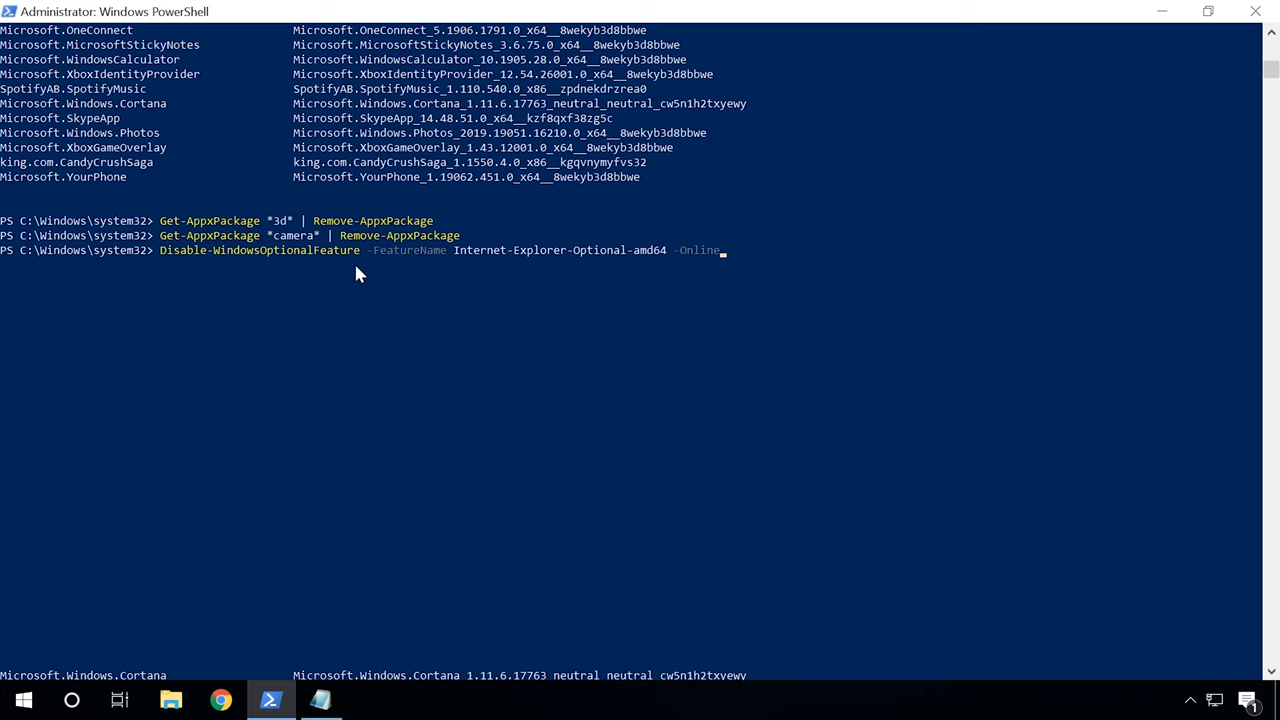 Administrator: Windows PowerShell
Microsoft.OneConnect Microsoft.OneConnect_5.1906.1791.0_x64__8wekyb3d8bbwe
Microsoft.MicrosoftStickyNotes Microsoft.MicrosoftStickyNotes_3.6.75.0_x64__8wekyb3d8bbwe
Microsoft.WindowsCalculator Microsoft.WindowsCalculator_10.1905.28.0_x64__8wekyb3d8bbwe
Microsoft.XboxIdentityProvider Microsoft.XboxIdentityProvider_12.54.26001.0_x64__8wekyb3d8bbwe
SpotifyAB.SpotifyMusic SpotifyAB.SpotifyMusic_1.110.540.0_x86__zpdnekdrzrea0
Microsoft.Windows.Cortana Microsoft.Windows.Cortana_1.11.6.17763_neutral_neutral_cw5n1h2txyewy
Microsoft.SkypeApp Microsoft.SkypeApp_14.48.51.0_x64__kzf8qxf38zg5c
Microsoft.Windows.Photos Microsoft.Windows.Photos_2019.19051.16210.0_x64__8wekyb3d8bbwe
Microsoft.XboxGameOverlay Microsoft.XboxGameOverlay_1.43.12001.0_x64__8wekyb3d8bbwe
king.com.CandyCrushSaga king.com.CandyCrushSaga_1.1550.4.0_x86__kgqvnymyfvs32
Microsoft.YourPhone Microsoft.YourPhone_1.19062.451.0_x64__8wekyb3d8bbwe
PS C:\Windows\system32> Get-AppxPackage *3d* | Remove-AppxPackage
PS C:\Windows\system32> Get-AppxPackage *camera* | Remove-AppxPackage
PS C:\Windows\system32> Disable-WindowsOptionalFeature -FeatureName Internet-Explorer-Optional-amd64 -Online
Microsoft.Windows.Cortana Microsoft.Windows.Cortana_1.11.6.17763_neutral_neutral_cw5n1h2txyewy
1